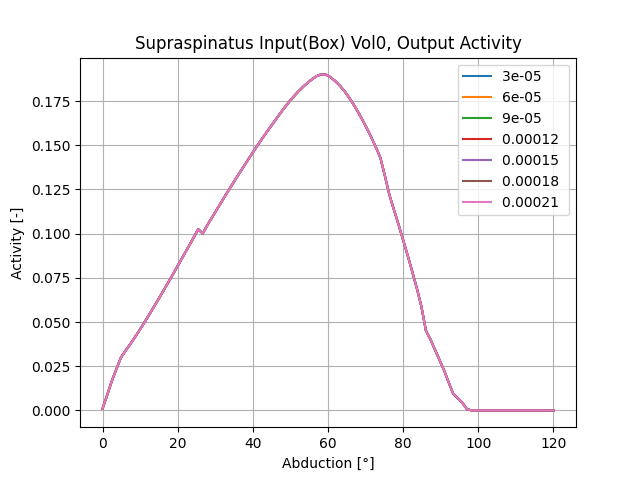 Supraspinatus Input(Box) Vol0, Output Activity
3e-05
6e-05
9e-05
0.00012
0.00015
0.00018
0.00021
Activity [-]
0.175
0.150
0.125
0.100
0.075
0.050
0.025
0.000
0 20 40 60 80 100 120
Abduction [°]